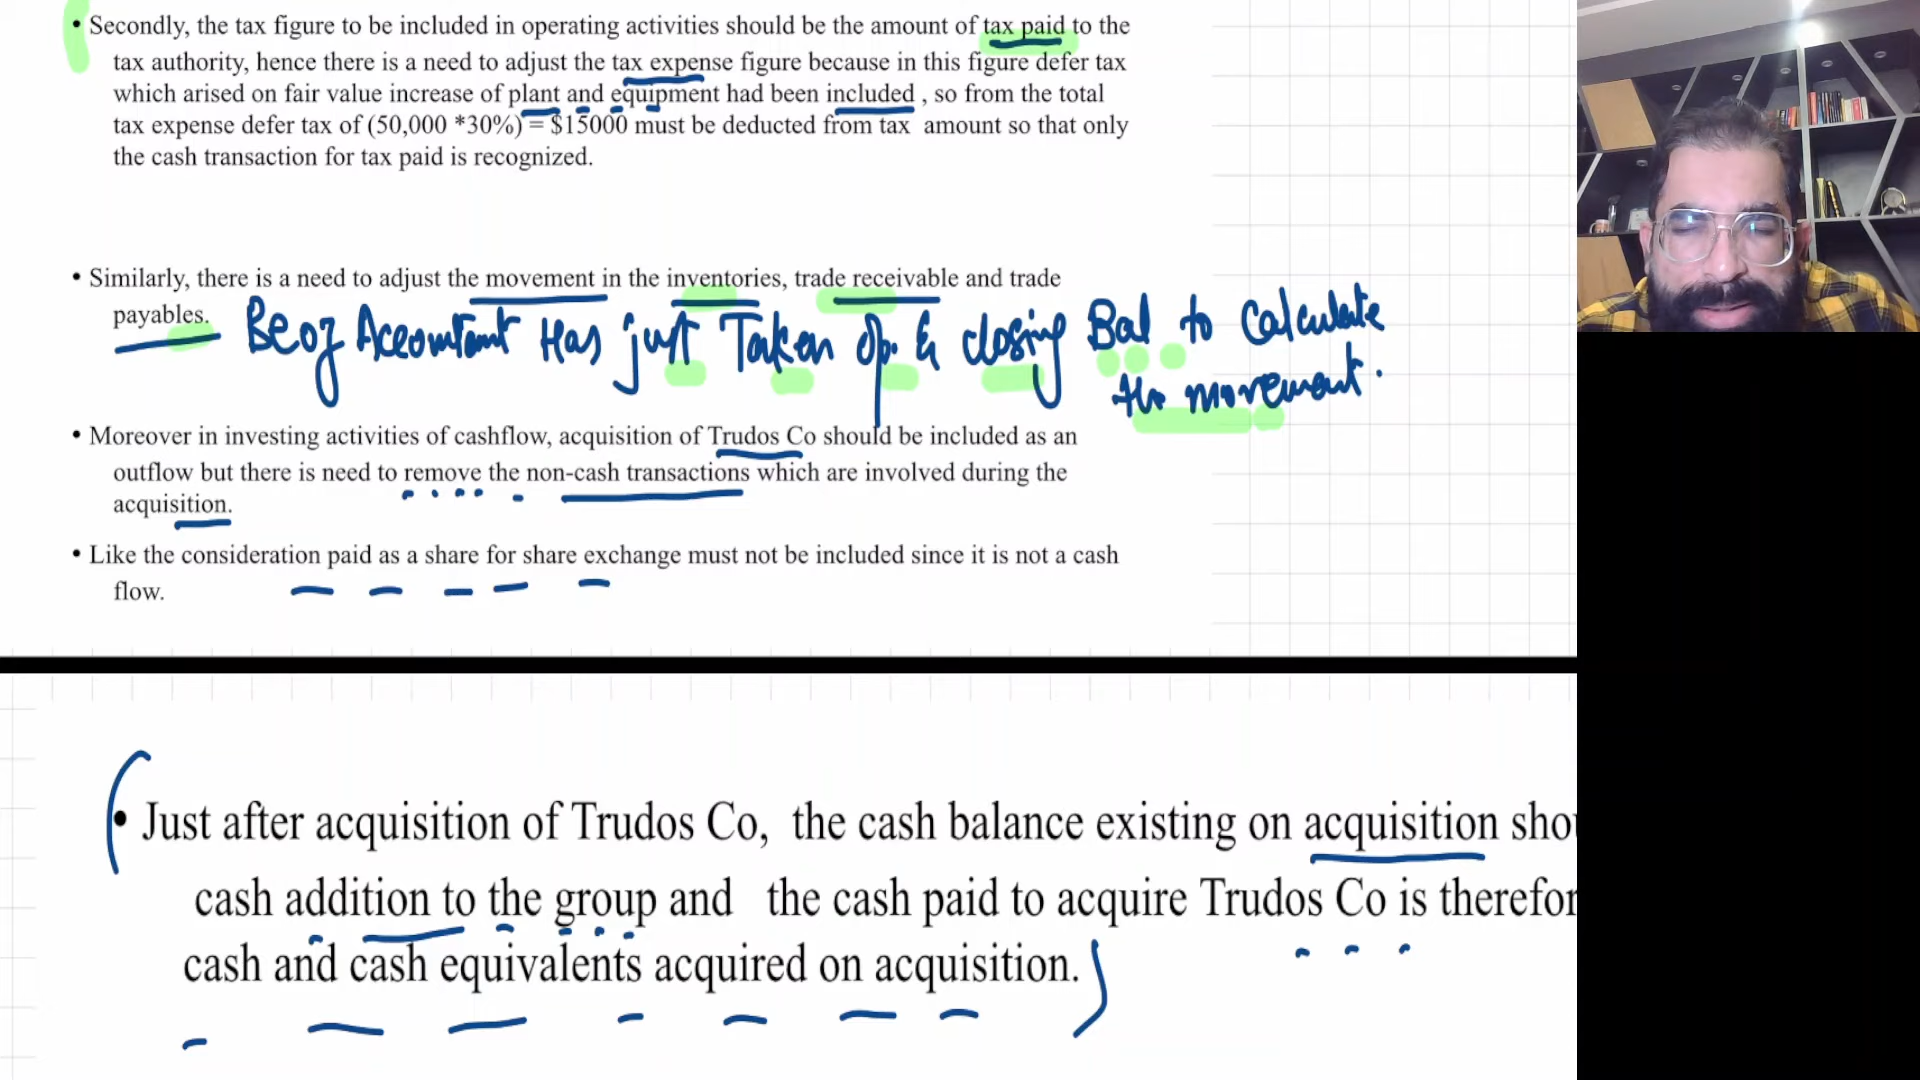 • Secondly, the tax figure to be included in operating activities should be the amount of tax paid to the
tax authority, hence there is a need to adjust the tax expense figure because in this figure defer tax
which arised on fair value increase of plant and equipment had been included , so from the total
tax expense defer tax of (50,000 *30%) = $15000 must be deducted from tax amount so that only
the cash transaction for tax paid is recognized.
• Similarly, there is a need to adjust the movement in the inventories, trade receivable and trade
payables.
Accountant Has just Taken op. & closing Bal to Calculate
the movement.
• Moreover in investing activities of cashflow, acquisition of Trudos Co should be included as an
outflow but there is need to remove the non-cash transactions which are involved during the
acquisition.
• Like the consideration paid as a share for share exchange must not be included since it is not a cash
flow.
• Just after acquisition of Trudos Co, the cash balance existing on acquisition
cash addition to the group and the cash paid to acquire Trudos Co is
cash and cash equivalents acquired on acquisition.